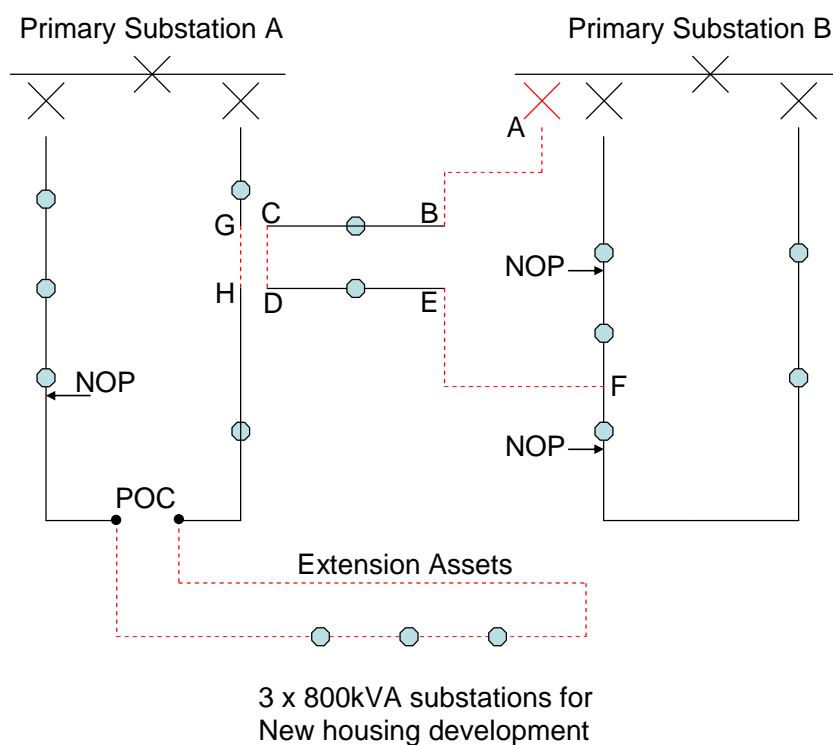 Primary Substation A
Primary Substation B
A
G
C
B
NOP
H
D
E
NOP
F
NOP
POC
Extension Assets
3 x 800kVA substations for
New housing development